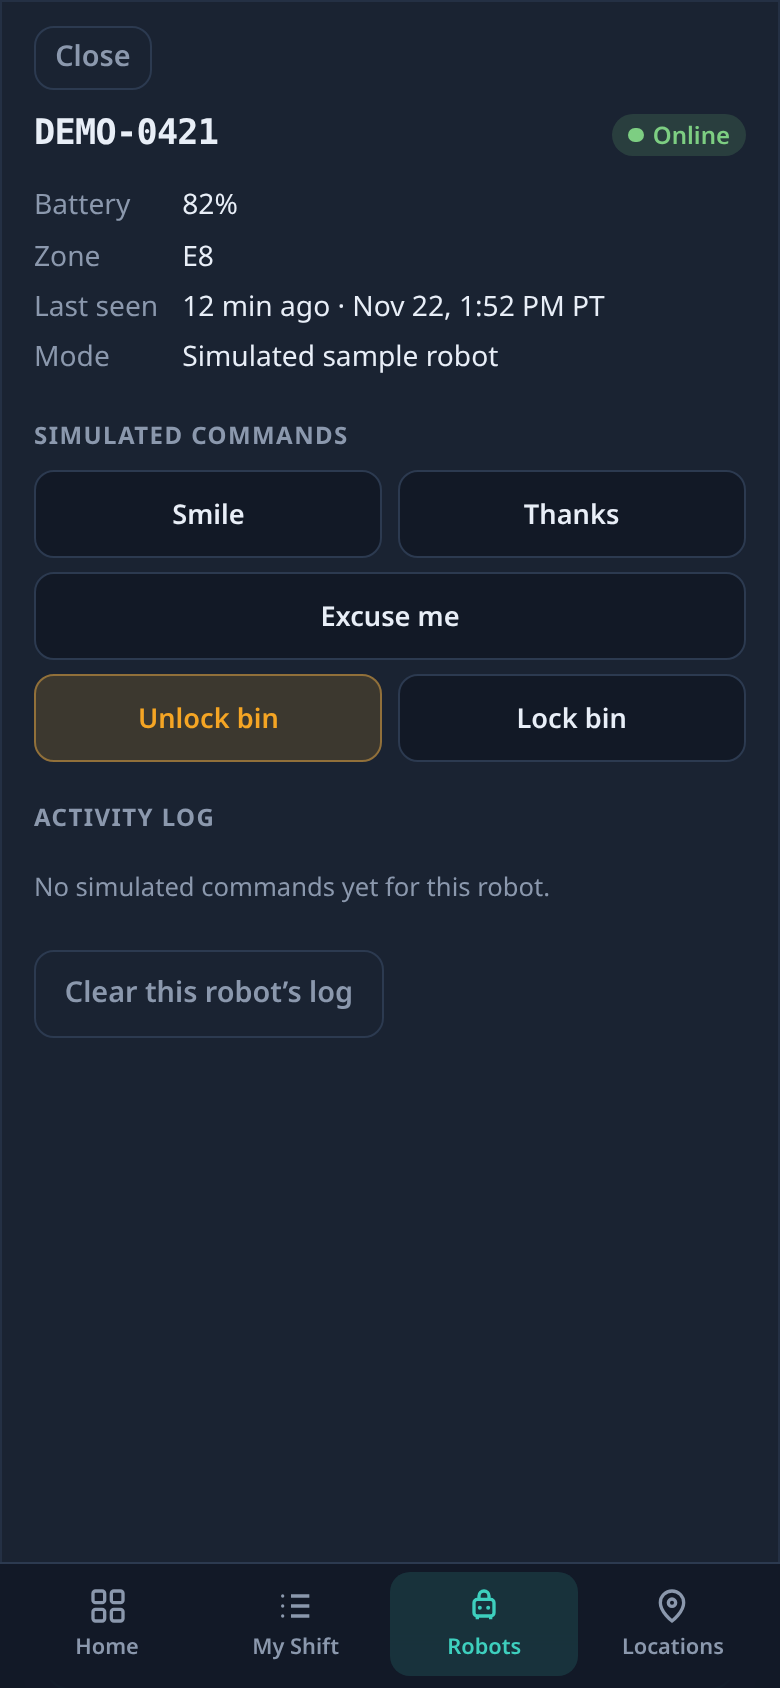 Close
DEMO-0421
Online
Battery 82%
Zone E8
Last seen 12 min ago · Nov 22, 1:52 PM PT
Mode Simulated sample robot
SIMULATED COMMANDS
Smile Thanks
Excuse me
Unlock bin Lock bin
ACTIVITY LOG
No simulated commands yet for this robot.
Clear this robot’s log
Home My Shift Robots Locations